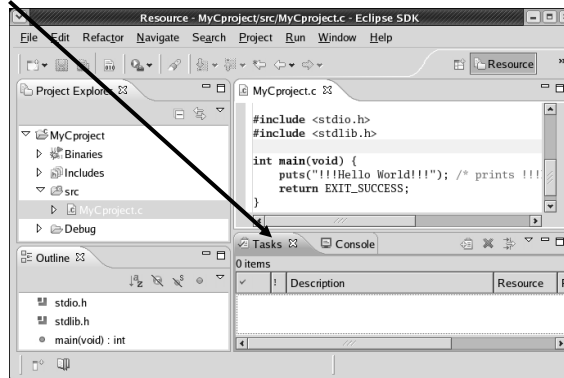 Resource - MyCproject/src/MyCproject.c - Eclipse SDK
File Edit Refactor Navigate Search Project Run Window Help
Resource
Project Explorer
MyCproject
Binaries
Includes
src
MyCproject.c
Debug
MyCproject.c
#include <stdio.h>
#include <stdlib.h>
int main(void) {
puts("!!!Hello World!!!"); /* prints !!!
return EXIT_SUCCESS;
}
Outline
stdio.h
stdlib.h
main(void) : int
Tasks Console
0 items
! Description Resource